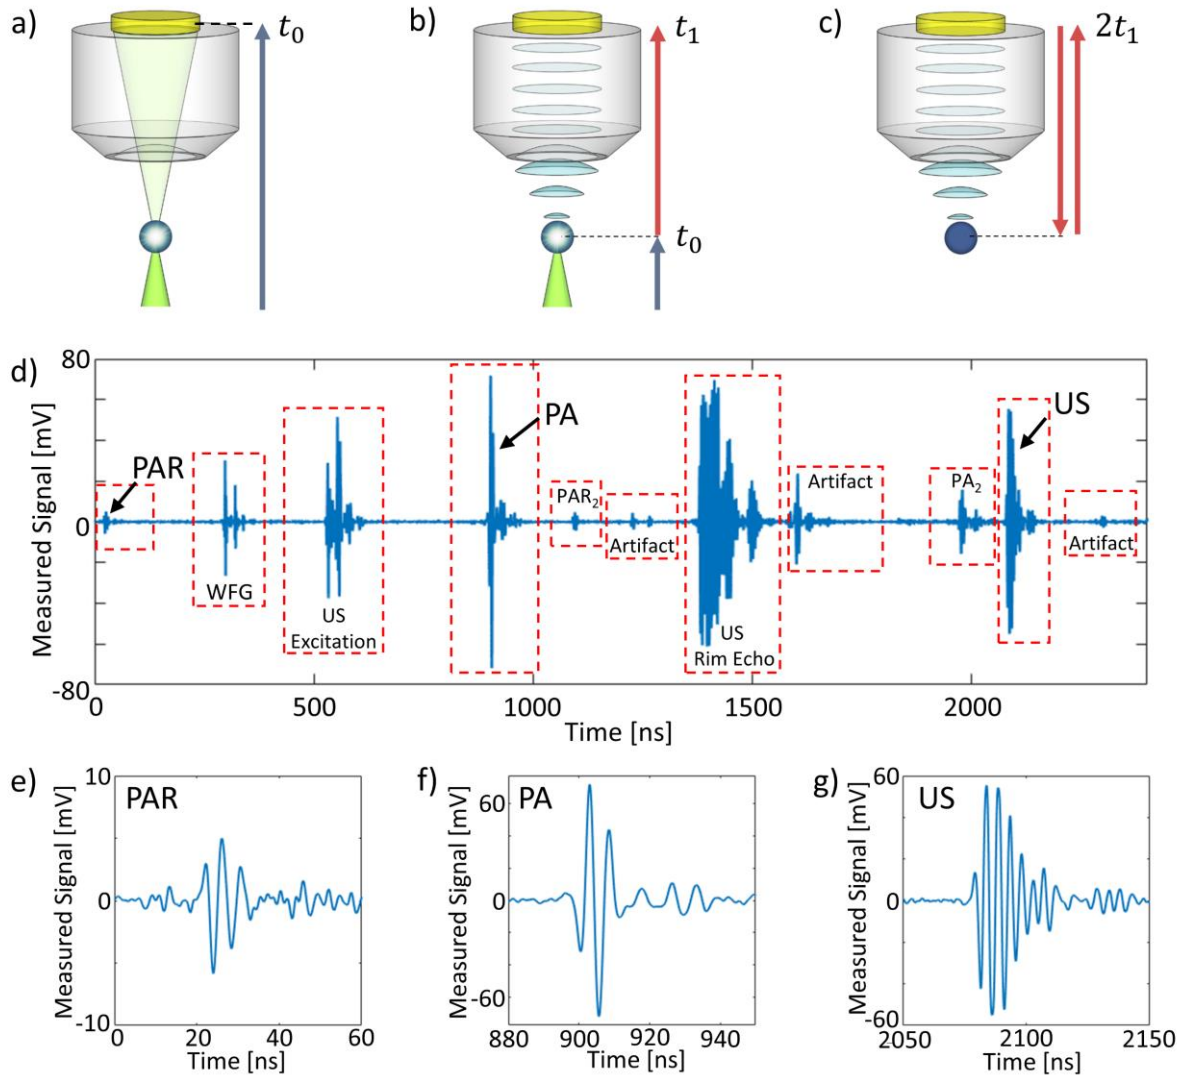 a)
t₀
b)
t₁
t₀
c)
2t₁
d)
Measured Signal [mV]
80
0
-80
PAR
WFG
US
Excitation
PA
PAR₂
Artifact
US
Rim Echo
Artifact
PA₂
US
Artifact
0 500 1000 1500 2000
Time [ns]
e)
PAR
Measured Signal [mV]
10
0
-10
0 20 40 60
Time [ns]
f)
PA
Measured Signal [mV]
60
0
-60
880 900 920 940
Time [ns]
g)
US
Measured Signal [mV]
60
0
-60
2050 2100 2150
Time [ns]